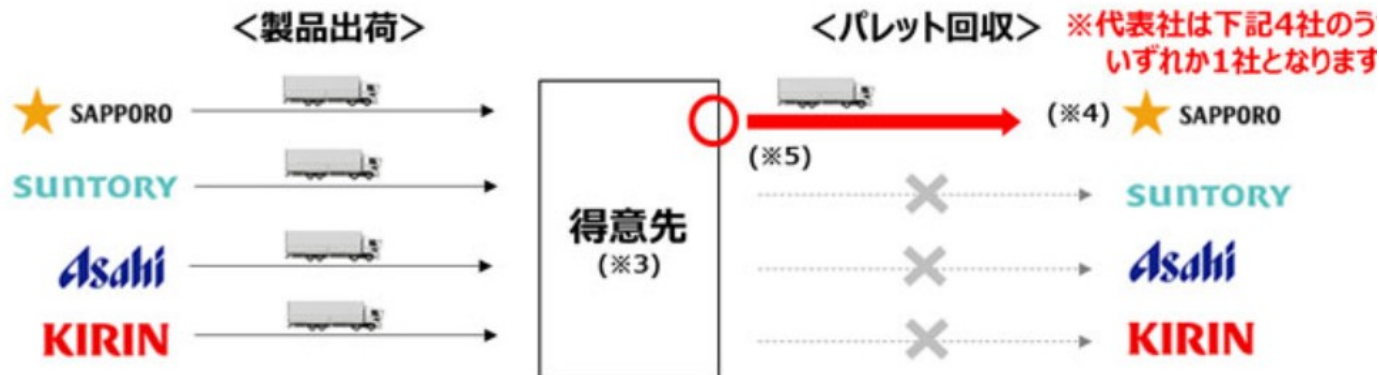 <製品出荷>
<パレット回収>
※代表社は下記4社のう
いずれか1社となります
SAPPORO
(※4)
SAPPORO
(※5)
SUNTORY
SUNTORY
得意先
(※3)
Asahi
Asahi
KIRIN
KIRIN